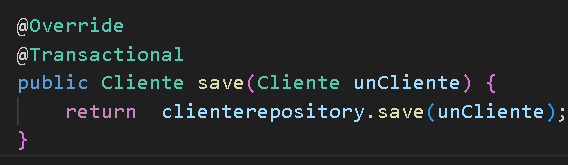 @Override
@Transactional
public Cliente save(Cliente unCliente) {
    return  clienterepository.save(unCliente);
}